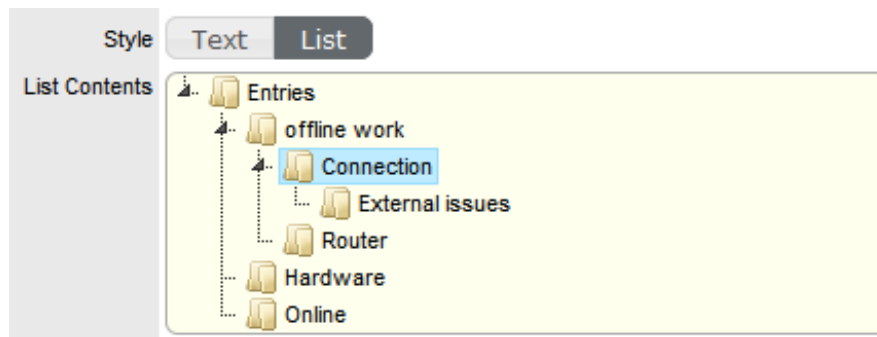 Style Text List
List Contents Entries
offline work
Connection
External issues
Router
Hardware
Online